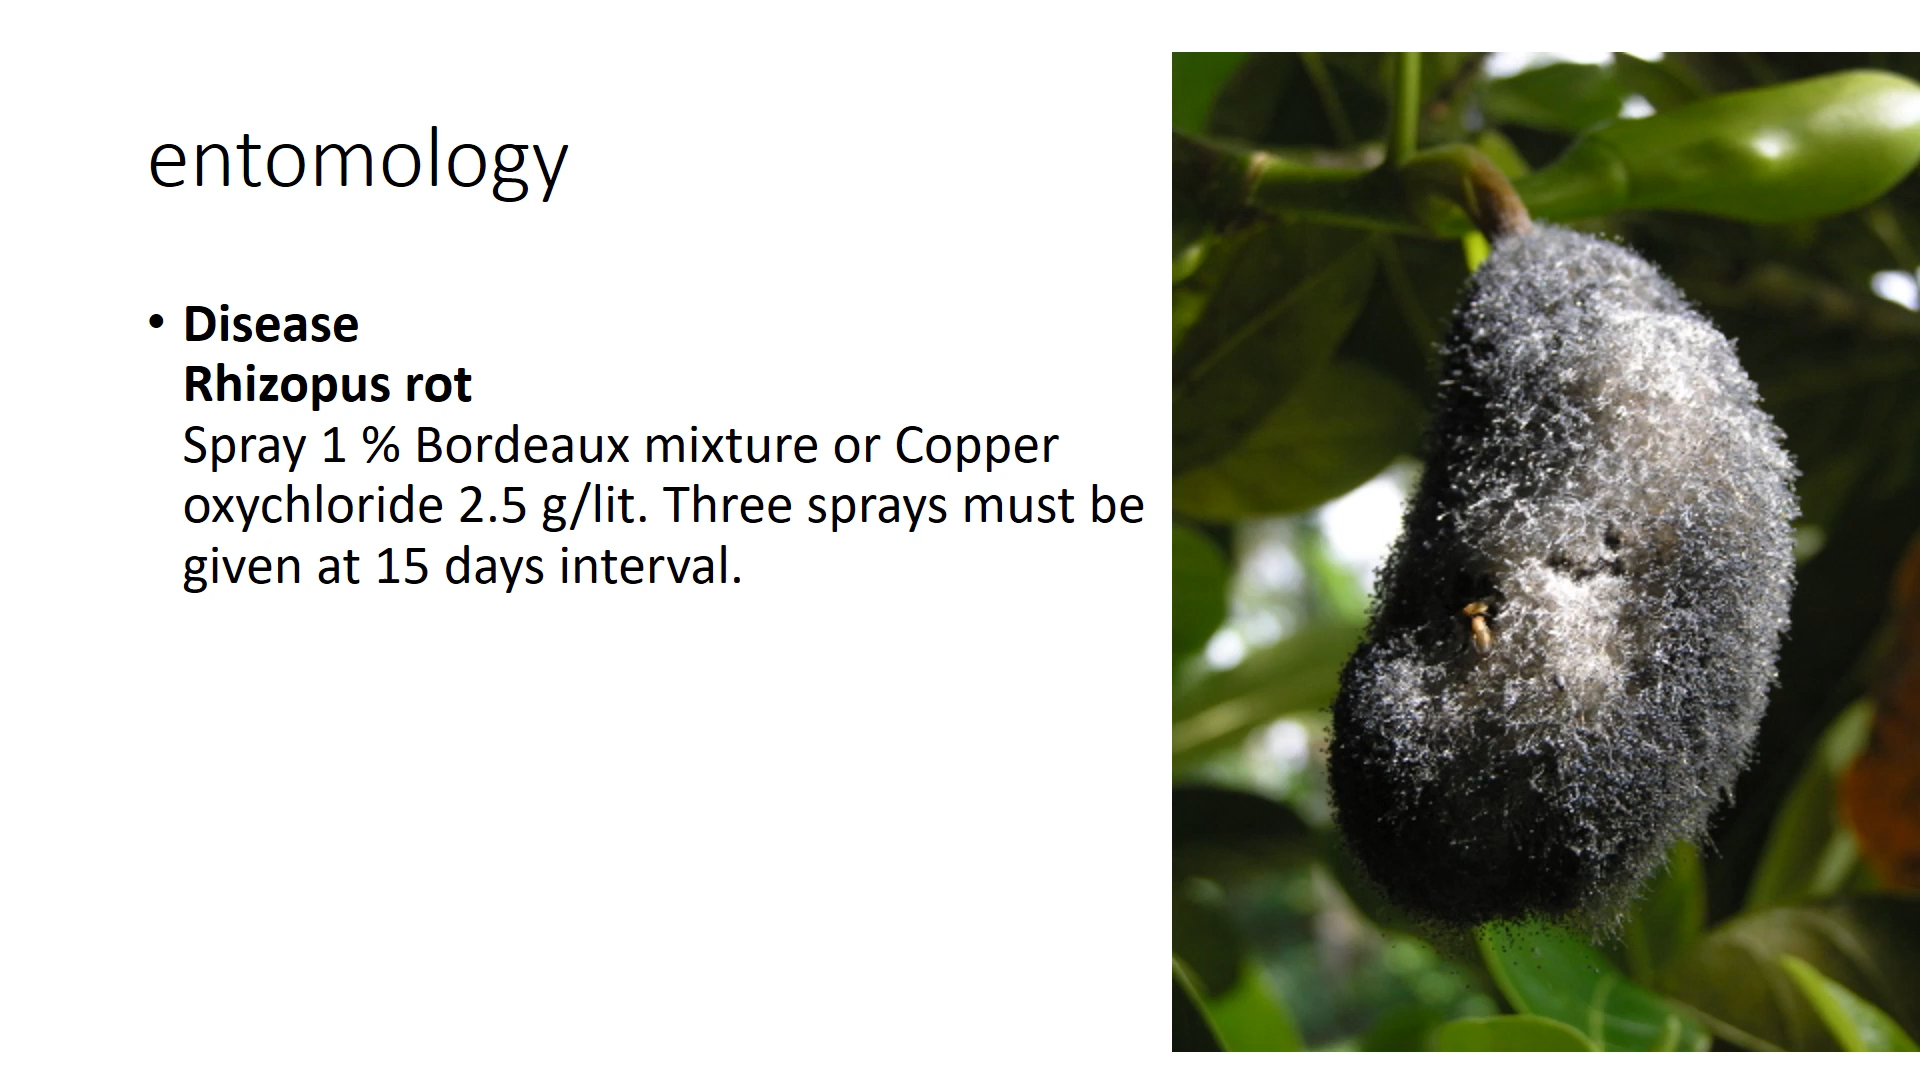 entomology
• Disease
Rhizopus rot
Spray 1 % Bordeaux mixture or Copper
oxychloride 2.5 g/lit. Three sprays must be
given at 15 days interval.